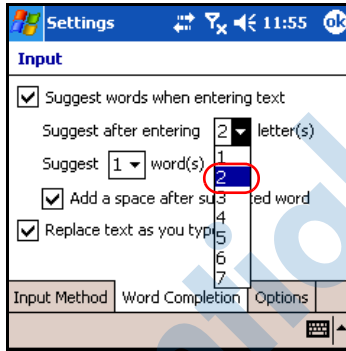 Settings 11:55 ok
Input
Suggest words when entering text
Suggest after entering 2 letter(s)
Suggest 1 word(s)
1
2
Add a space after su 3 ed word
4
Replace text as you typ 5
6
7
Input Method Word Completion Options